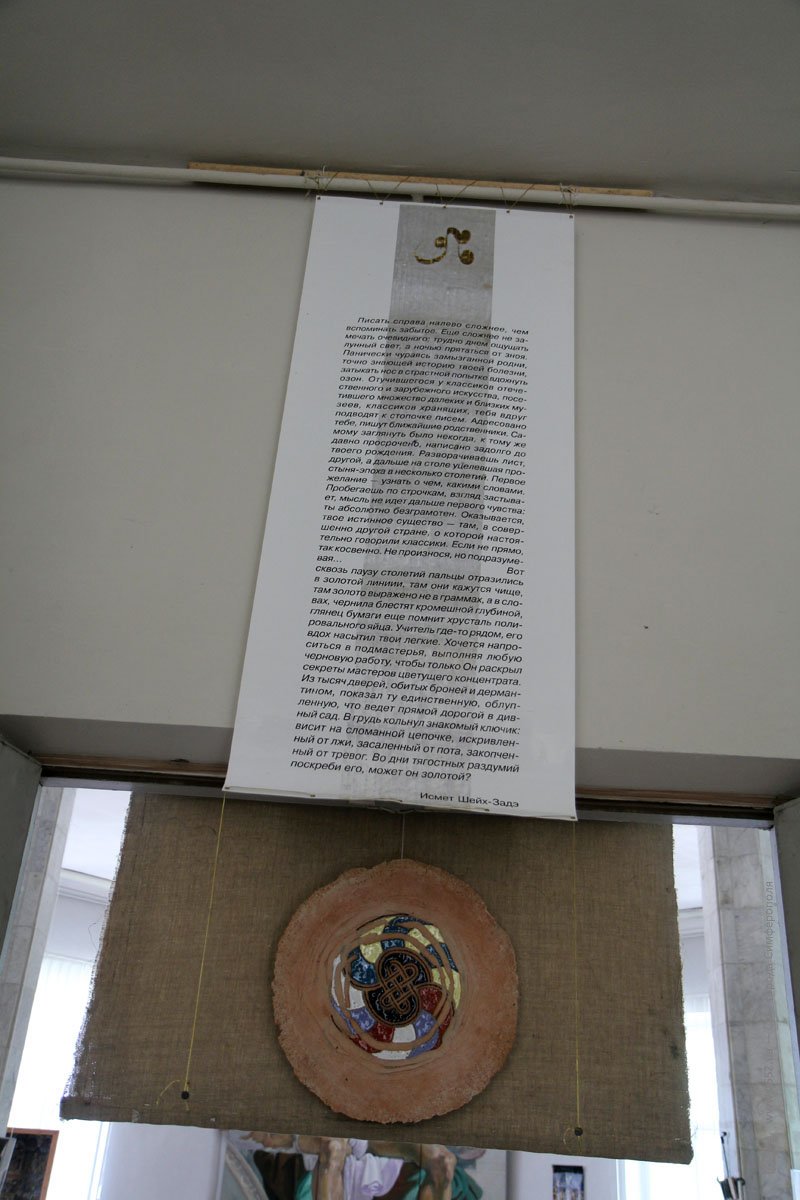 Писать справа налево сложнее, чем
вспоминать забытов. Еще сложнее не за-
мечать очевидного; трудно днем ощущать
лунный свет, а ночью прятаться от зноя.
Панически чураясь замызганной родни,
точно знающей историю твоей болезни,
затыкать нос в страстной попытке вдохнуть
озон. Отучившегося у классиков отече-
ственного и зарубежного искусства, посе-
тившего множество далеких и близких му-
зеев, классиков хранящих, тебя вдруг
подводят к стопочке писем. Адресовано
тебе, пишут ближайшие родственники. Са-
мому заглянуть было некогда, к тому же
давно просрочено, написано задолго до
твоего рождения. Разворачиваешь лист,
другой, а дальше на столе уцелевшая про-
стыня-эпоха в несколько столетий. Первое
желание – узнать о чем, какими словами.
Пробегаешь по строчкам, взгляд застыва-
ет, мысль не идет дальше первого чувства:
ты абсолютно безграмотен. Оказывается,
твое истинное существо — там, в совер-
шенно другой стране, о которой настоя-
тельно говорили классики. Если не прямо,
так косвенно. Не произнося, но подразуме-
вая... Вот
сквозь паузу столетий пальцы отразились
в золотой линиии, там они кажутся чище,
там золото выражено не в граммах, а в сло-
вах, чернила блестят кромешной глубиной,
глянец бумаги еще помнит хрусталь поли-
ровального яйца. Учитель где-то рядом, его
вдох насытил твои легкие. Хочется напро-
ситься в подмастерья, выполняя любую
черновую работу, чтобы только Он раскрыл
секреты мастеров цветущего концентрата.
Из тысяч дверей, обитых броней и дерман-
тином, показал ту единственную, облуп-
ленную, что ведет прямой дорогой в див-
ный сад. В грудь кольнул знакомый ключик:
висит на сломанной цепочке, искривлен-
ный от лжи, засаленный от пота, закопчен-
ный от тревог. Во дни тягостных раздумий
поскреби его, может он золотой?
Исмет Шейх-Задэ